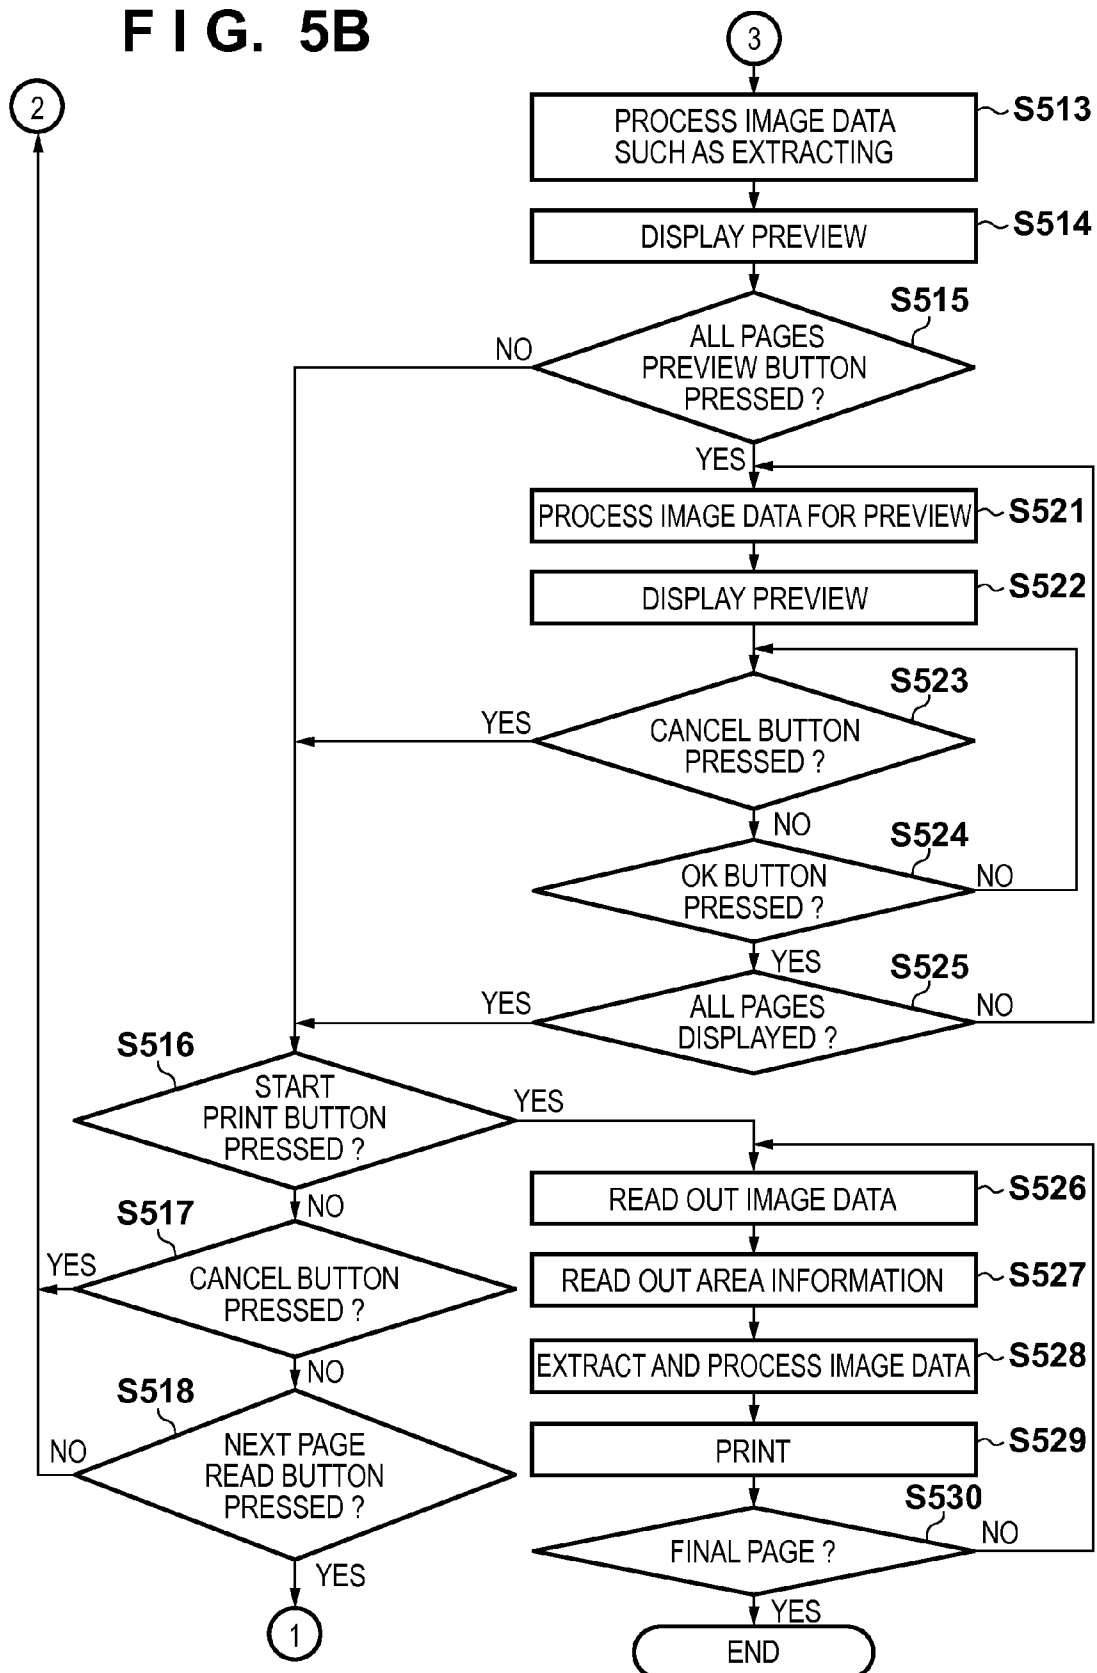 FIG. 5B
3
2
PROCESS IMAGE DATA
SUCH AS EXTRACTING
S513
DISPLAY PREVIEW
S514
S515
ALL PAGES
PREVIEW BUTTON
PRESSED ?
NO
YES
PROCESS IMAGE DATA FOR PREVIEW
S521
DISPLAY PREVIEW
S522
S523
CANCEL BUTTON
PRESSED ?
YES
NO
S524
OK BUTTON
PRESSED ?
NO
YES
S525
ALL PAGES
DISPLAYED ?
YES
NO
S516
START
PRINT BUTTON
PRESSED ?
YES
NO
S517
CANCEL BUTTON
PRESSED ?
YES
NO
S518
NEXT PAGE
READ BUTTON
PRESSED ?
NO
YES
1
READ OUT IMAGE DATA
S526
READ OUT AREA INFORMATION
S527
EXTRACT AND PROCESS IMAGE DATA
S528
PRINT
S529
S530
FINAL PAGE ?
NO
YES
END